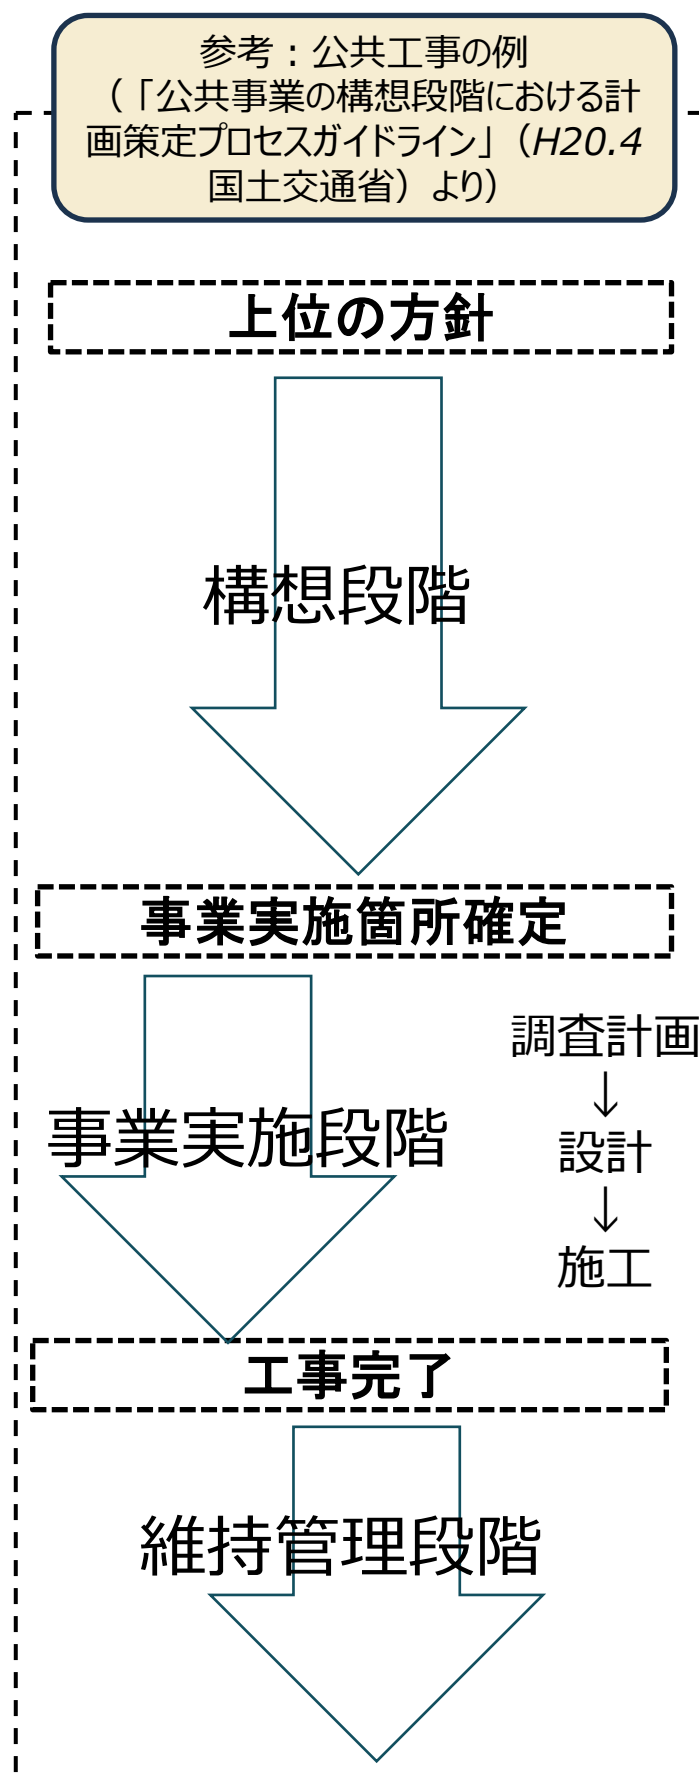 参考：公共工事の例
（「公共事業の構想段階における計
画策定プロセスガイドライン」（H20.4
国土交通省）より）
上位の方針
構想段階
事業実施箇所確定
事業実施段階
調査計画
↓
設計
↓
施工
工事完了
維持管理段階